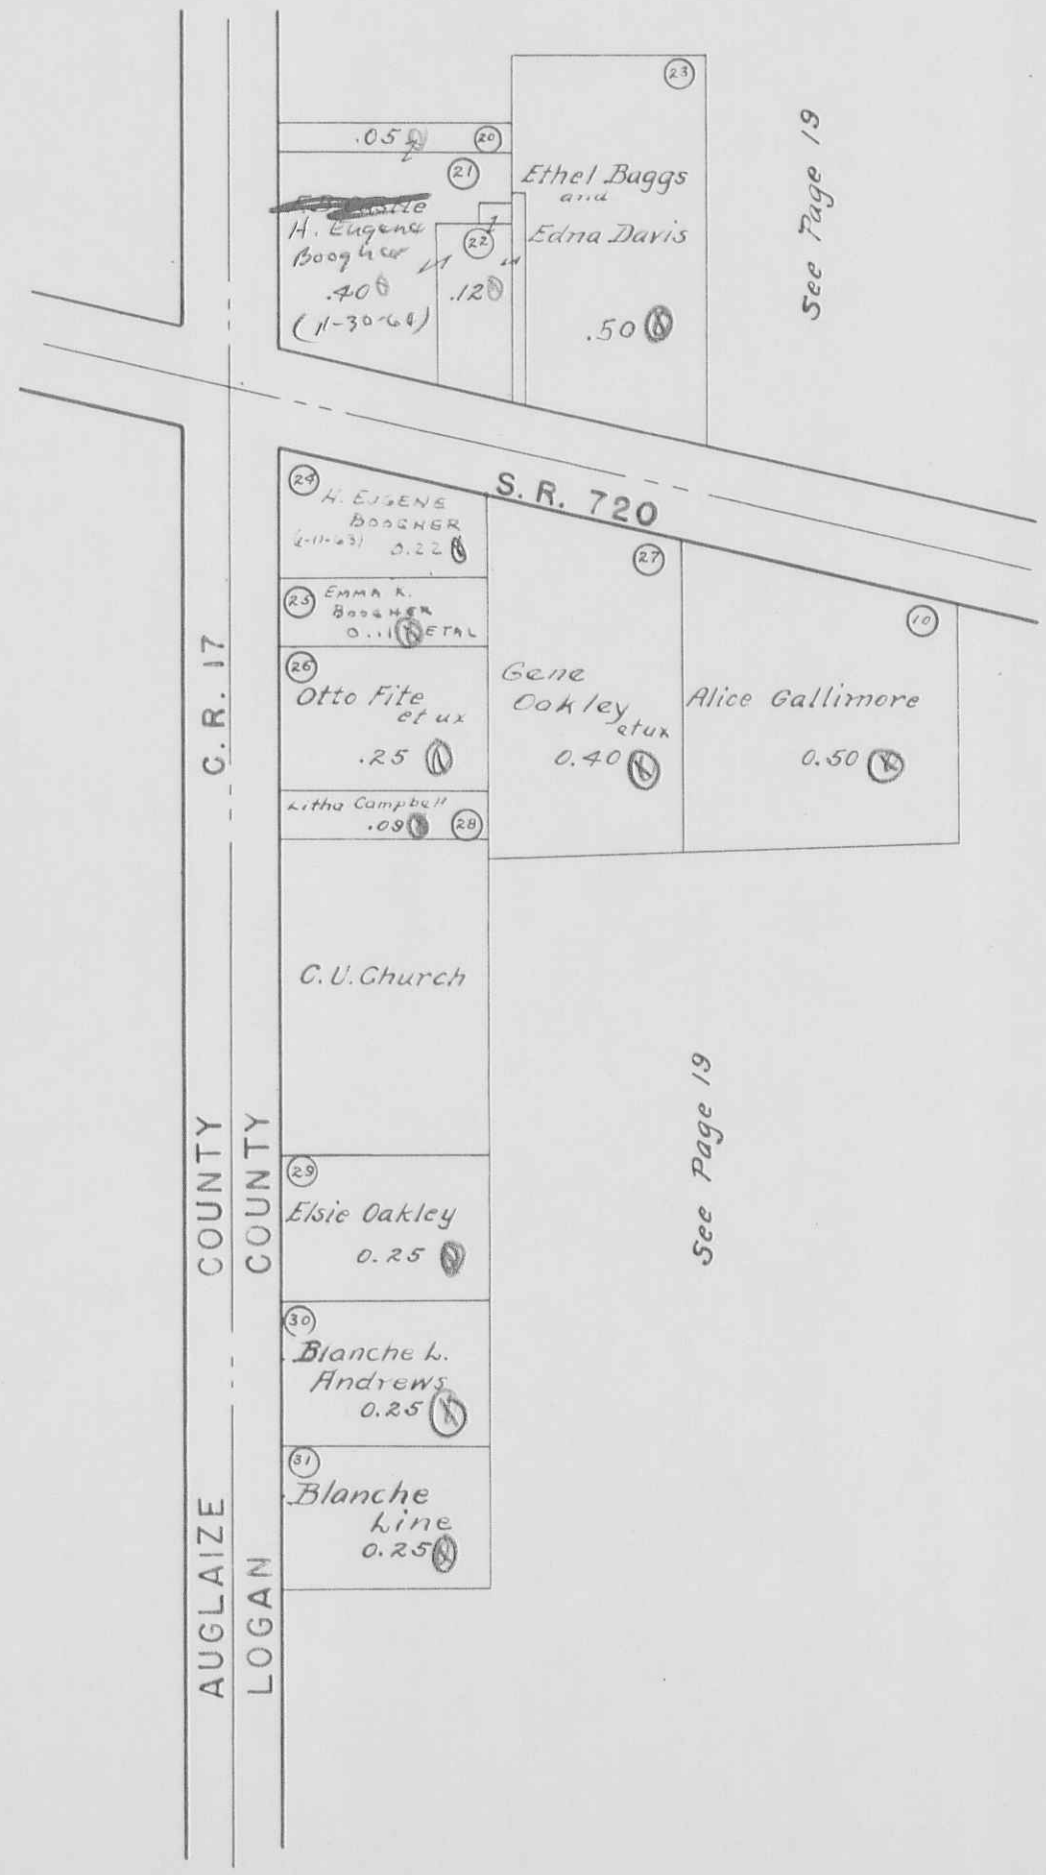 23
.05 20
21
Ethel Baggs
and
Edna Davis
.50
H. Eugene
Boogher
.40
(11-30-64)
22
.12
See Page 19
S. R. 720
24
H. EUGENE
BOOGHER
0.22
25
EMMA K.
BOOGHER
ETAL
26
Otto Fite
et ux
.25
Litha Campbell
.09 28
27
Gene
Oakley
etux
0.40
10
Alice Gallimore
0.50
C. U. Church
29
Elsie Oakley
0.25
30
Blanche L.
Andrews
0.25
31
Blanche
Line
0.25
See Page 19
C. R. 17
AUGLAIZE COUNTY
LOGAN COUNTY